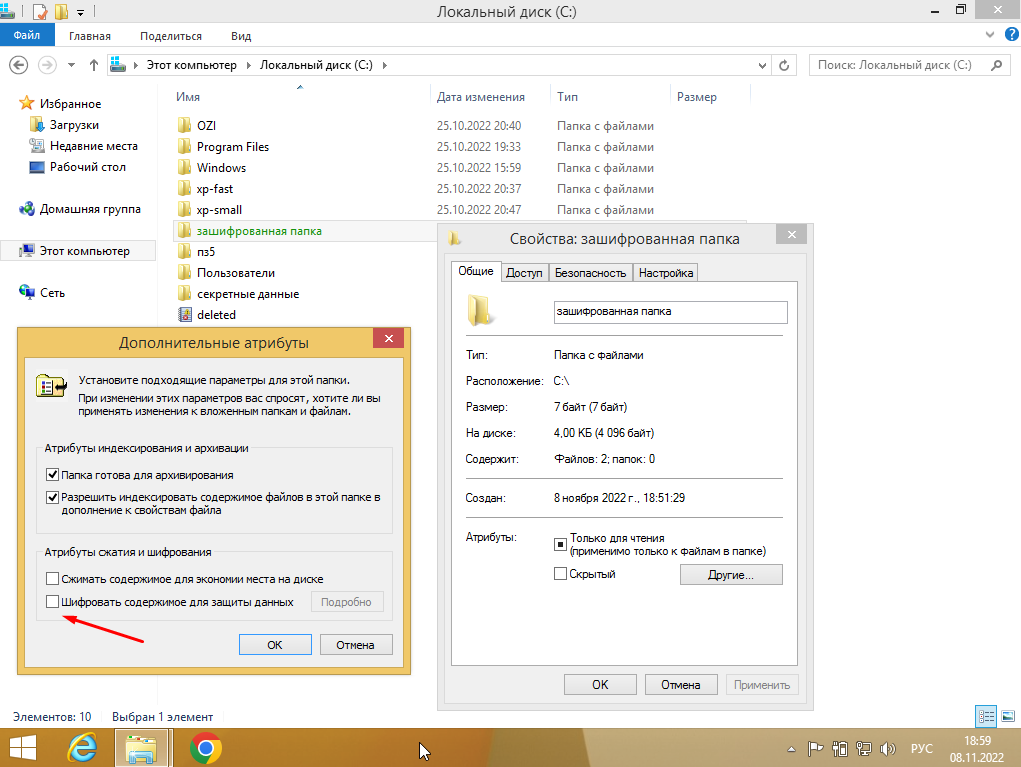 Локальный диск (C:)
Файл Главная Поделиться Вид
Этот компьютер Локальный диск (C:) Поиск: Локальный диск (C:)
Избранное
Загрузки
Недавние места
Рабочий стол
Домашняя группа
Этот компьютер
Сеть
Имя Дата изменения Тип Размер
OZI 25.10.2022 20:40 Папка с файлами
Program Files 25.10.2022 19:33 Папка с файлами
Windows 25.10.2022 15:59 Папка с файлами
xp-fast 25.10.2022 20:37 Папка с файлами
xp-small 25.10.2022 20:47 Папка с файлами
зашифрованная папка
пз5
Пользователи
секретные данные
deleted
Дополнительные атрибуты
Установите подходящие параметры для этой папки.
При изменении этих параметров вас спросят, хотите ли вы
применять изменения к вложенным папкам и файлам.
Атрибуты индексирования и архивации
Папка готова для архивирования
Разрешить индексировать содержимое файлов в этой папке в
дополнение к свойствам файла
Атрибуты сжатия и шифрования
Сжимать содержимое для экономии места на диске
Шифровать содержимое для защиты данных Подробно
ОК Отмена
Свойства: зашифрованная папка
Общие Доступ Безопасность Настройка
зашифрованная папка
Тип: Папка с файлами
Расположение: C:\
Размер: 7 байт (7 байт)
На диске: 4,00 КБ (4 096 байт)
Содержит: Файлов: 2; папок: 0
Создан: 8 ноября 2022 г., 18:51:29
Атрибуты: Только для чтения
(применимо только к файлам в папке)
Скрытый Другие...
ОК Отмена Применить
Элементов: 10 Выбран 1 элемент
РУС
18:59
08.11.2022